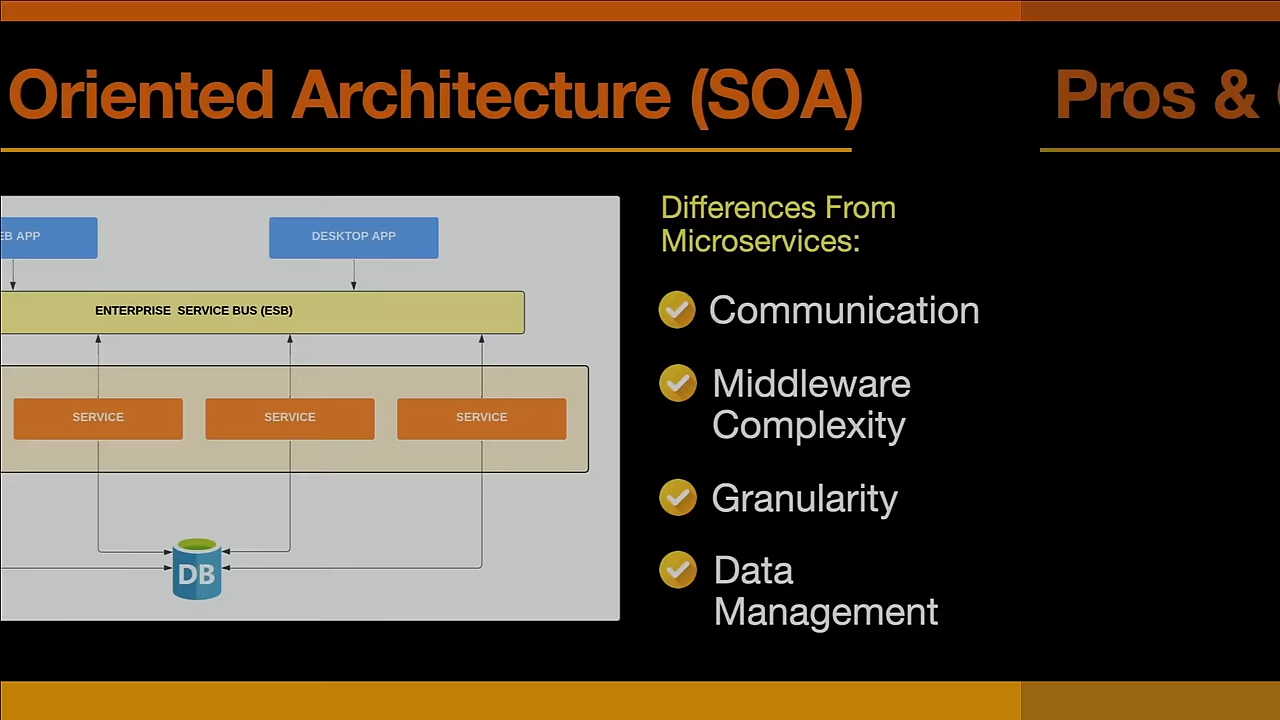 Oriented Architecture (SOA)
Pros &
EB APP
DESKTOP APP
ENTERPRISE SERVICE BUS (ESB)
SERVICE
SERVICE
SERVICE
DB
Differences From
Microservices:
Communication
Middleware
Complexity
Granularity
Data
Management